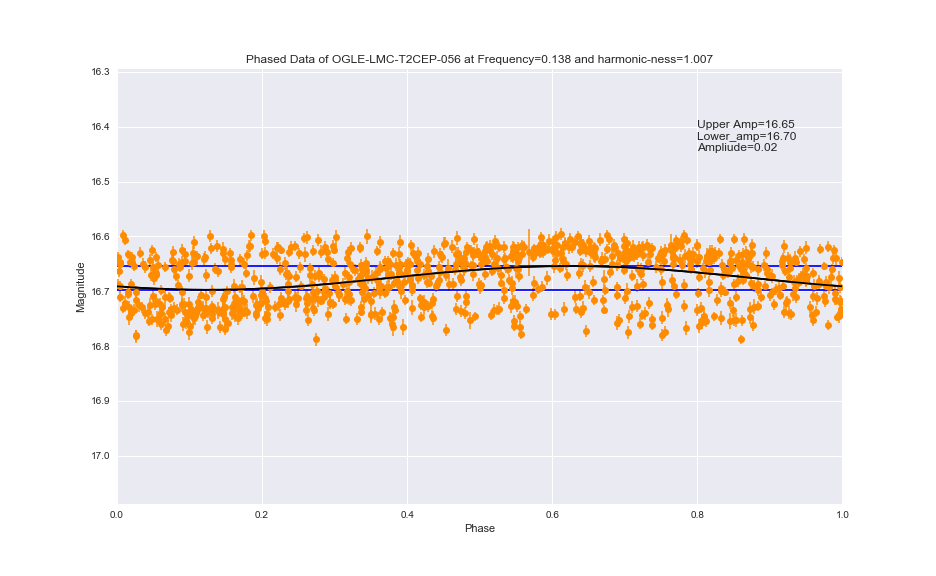 Phased Data of OGLE-LMC-T2CEP-056 at Frequency=0.138 and harmonic-ness=1.007
16.3
16.4
16.5
16.6
16.7
16.8
16.9
17.0
Magnitude
Upper Amp=16.65
Lower_amp=16.70
Ampliude=0.02
0.0
0.2
0.4
0.6
0.8
1.0
Phase